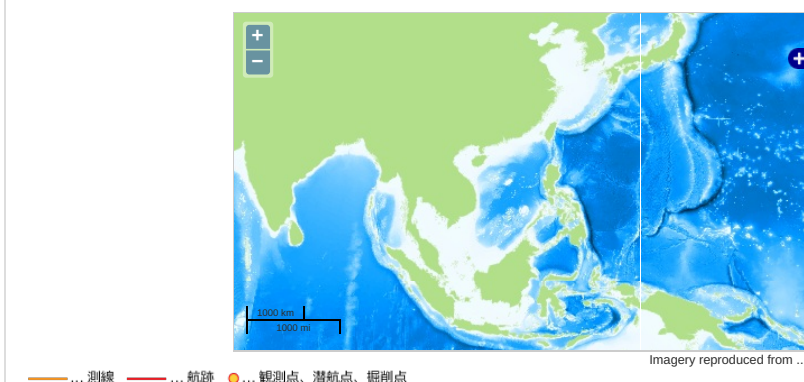 +
−
+
1000 km
1000 mi
Imagery reproduced from ..
... 測線 ... 航跡 ... 観測点、潜航点、掘削点